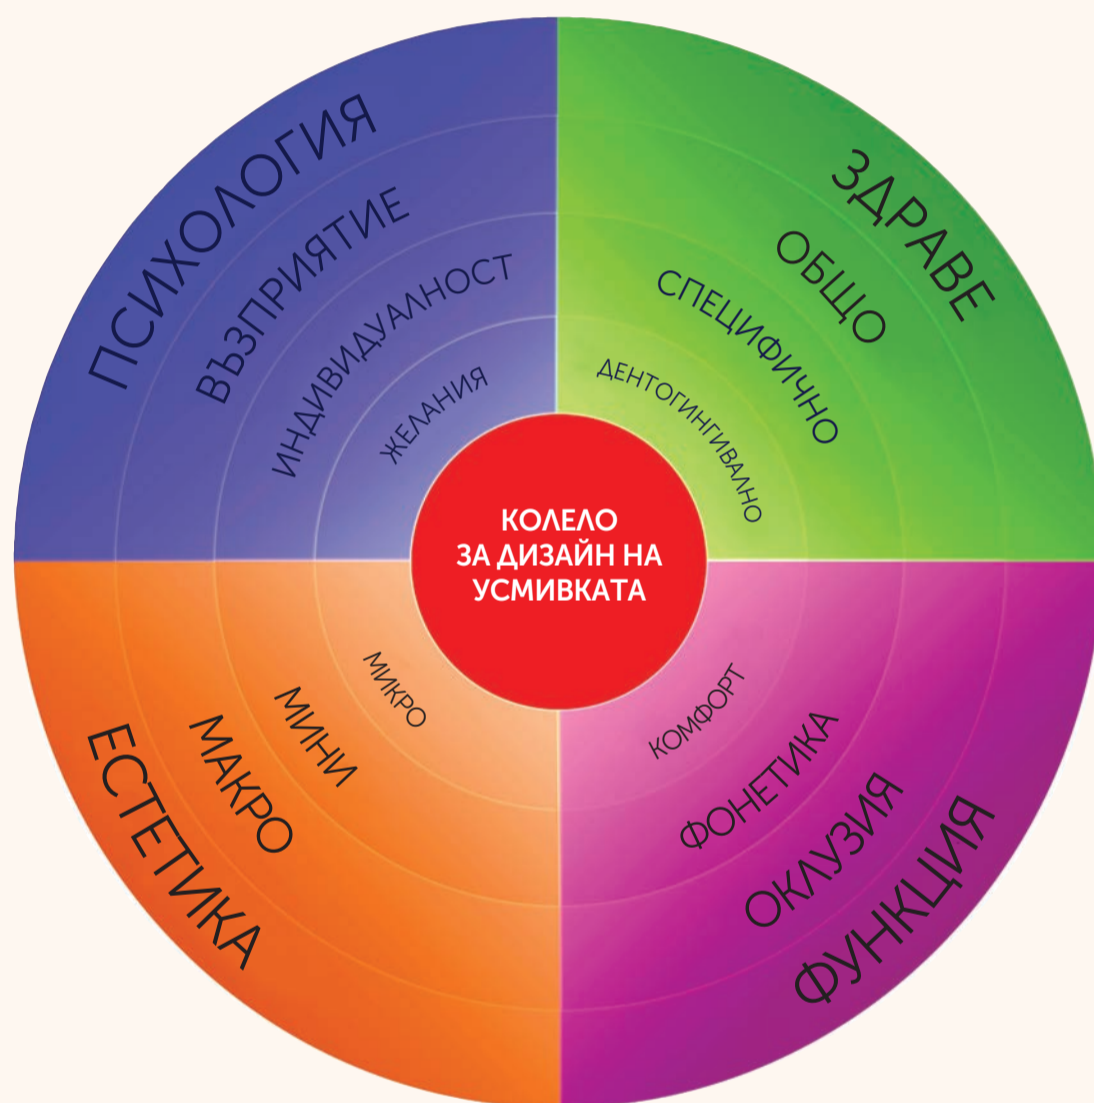 ПСИХОЛОГИЯ
ВЪЗПРИЯТИЕ
ИНДИВИДУАЛНОСТ
ЖЕЛАНИЯ
ЗДРАВЕ
ОБЩО
СПЕЦИФИЧНО
ДЕНТОГИНГИВАЛНО
КОЛЕЛО
ЗА ДИЗАЙН НА
УСМИВКАТА
ЕСТЕТИКА
МАКРО
МИНИ
МИКРО
КОМФОРТ
ФОНЕТИКА
ОКЛУЗИЯ
ФУНКЦИЯ